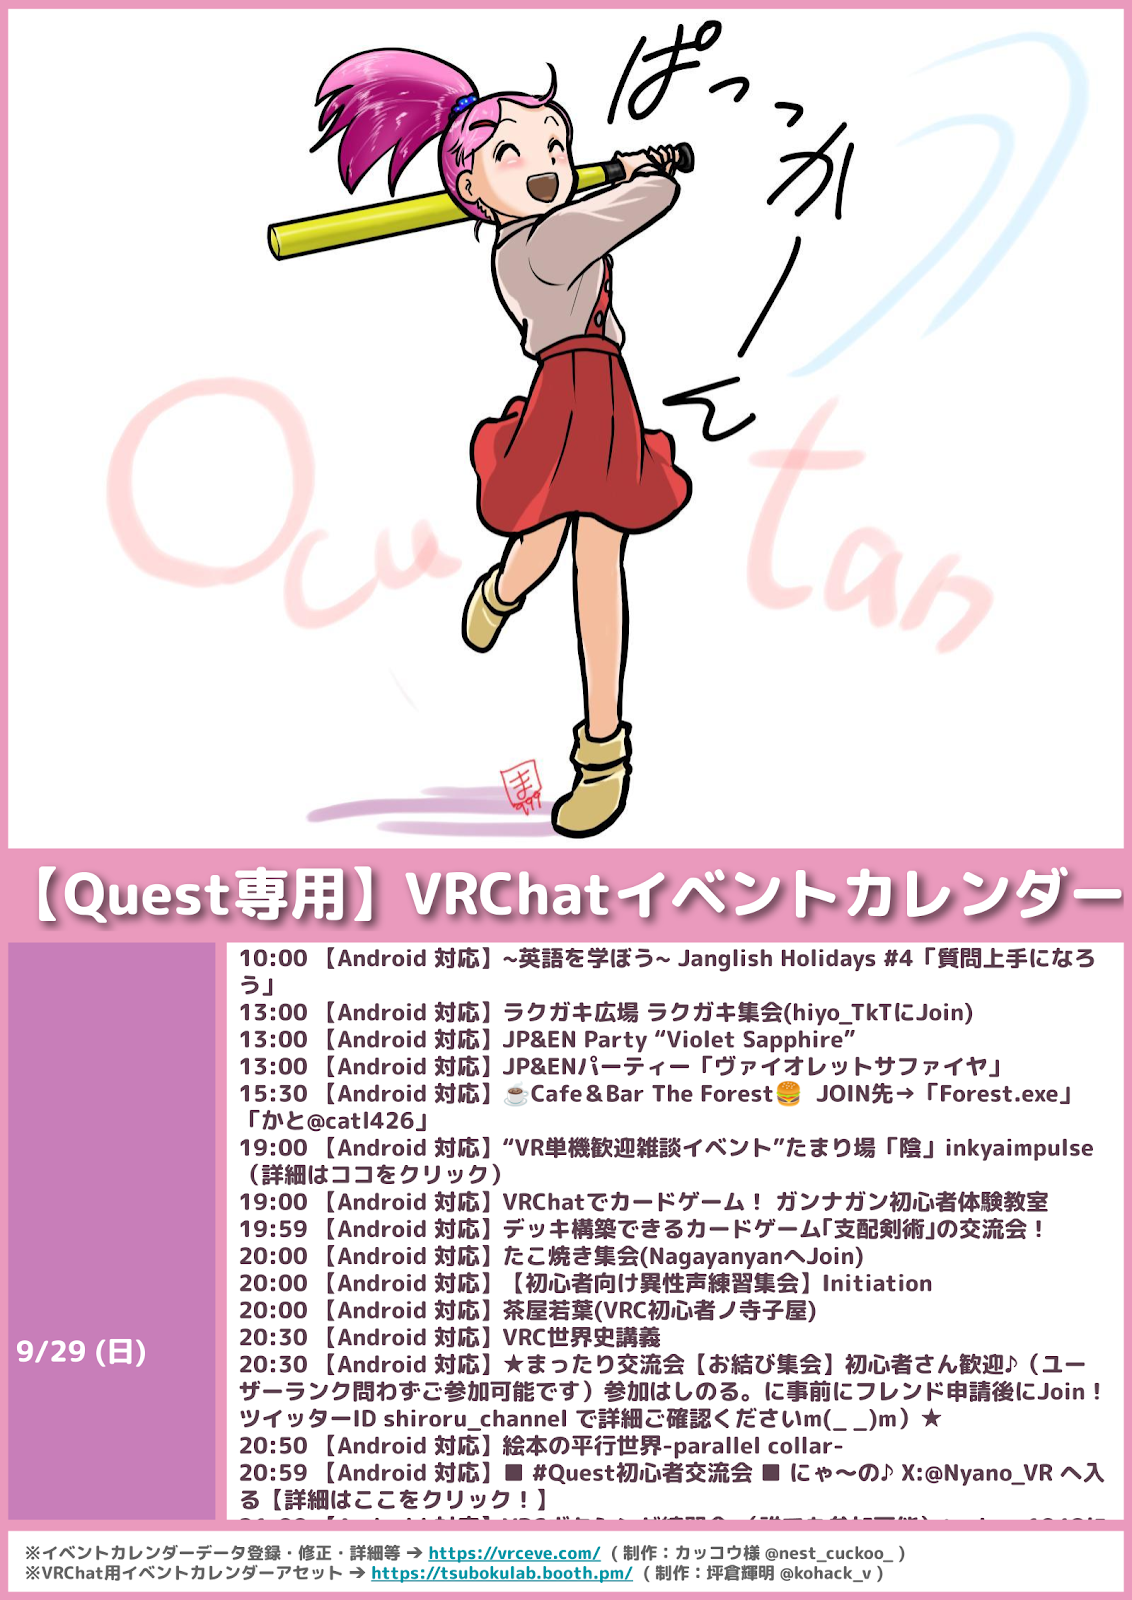 ぱっっかーん
Ocu tan
ま
999
【Quest専用】VRChatイベントカレンダー
9/29 (日)
10:00 【Android 対応】~英語を学ぼう~ Janglish Holidays #4「質問上手になろ
う」
13:00 【Android 対応】ラクガキ広場 ラクガキ集会(hiyo_TkTにJoin)
13:00 【Android 対応】JP&EN Party “Violet Sapphire”
13:00 【Android 対応】JP&ENパーティー「ヴァイオレットサファイヤ」
15:30 【Android 対応】☕Cafe＆Bar The Forest🍔 JOIN先→「Forest.exe」
「かと@catl426」
19:00 【Android 対応】“VR単機歓迎雑談イベント”たまり場「陰」inkyaimpulse
（詳細はココをクリック）
19:00 【Android 対応】VRChatでカードゲーム！ ガンナガン初心者体験教室
19:59 【Android 対応】デッキ構築できるカードゲーム｢支配剣術｣の交流会！
20:00 【Android 対応】たこ焼き集会(NagayanyanへJoin)
20:00 【Android 対応】【初心者向け異性声練習集会】Initiation
20:00 【Android 対応】茶屋若葉(VRC初心者ノ寺子屋)
20:30 【Android 対応】VRC世界史講義
20:30 【Android 対応】★まったり交流会【お結び集会】初心者さん歓迎♪（ユー
ザーランク問わずご参加可能です）参加はしのる。に事前にフレンド申請後にJoin！
ツイッターID shiroru_channel で詳細ご確認くださいm(_ _)m）★
20:50 【Android 対応】絵本の平行世界-parallel collar-
20:59 【Android 対応】■ #Quest初心者交流会 ■ にゃ～の♪ X:@Nyano_VR へ入
る【詳細はここをクリック！】
※イベントカレンダーデータ登録・修正・詳細等 → https://vrceve.com/ ( 制作：カッコウ様 @nest_cuckoo_ )
※VRChat用イベントカレンダーアセット → https://tsubokulab.booth.pm/ ( 制作：坪倉輝明 @kohack_v )